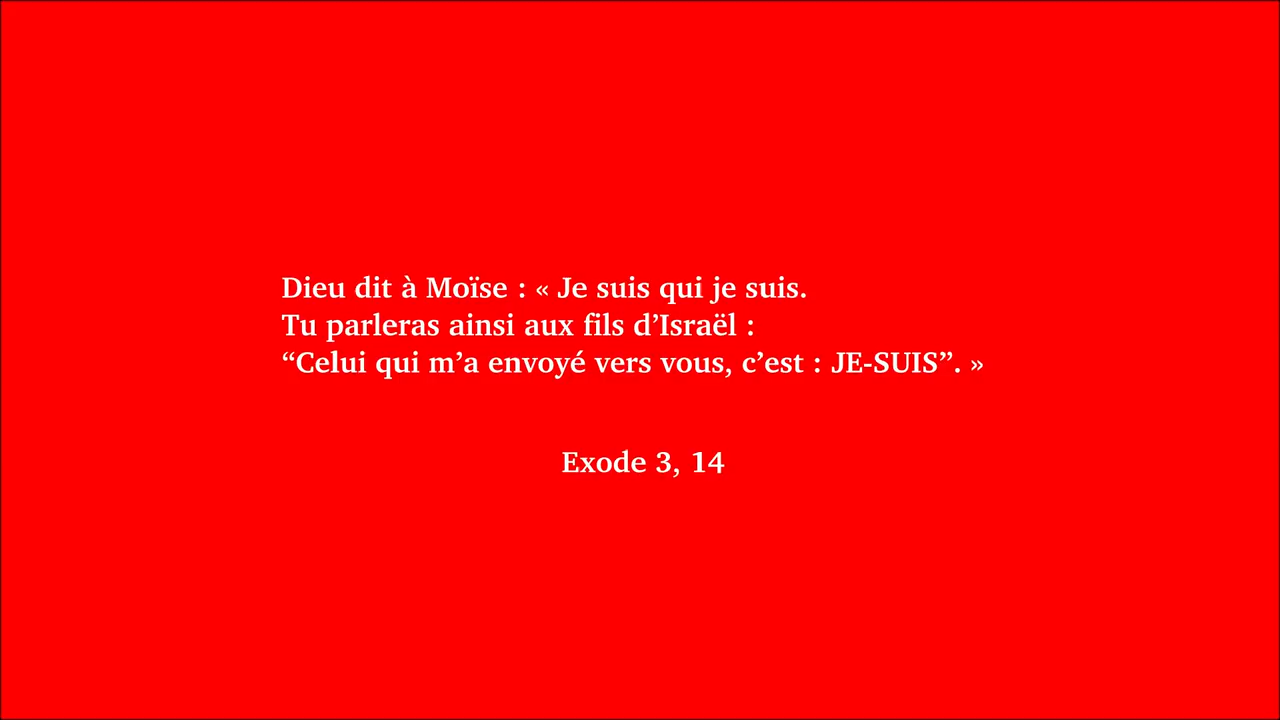 Dieu dit à Moïse : « Je suis qui je suis.
Tu parleras ainsi aux fils d’Israël :
“Celui qui m’a envoyé vers vous, c’est : JE-SUIS”. »
Exode 3, 14